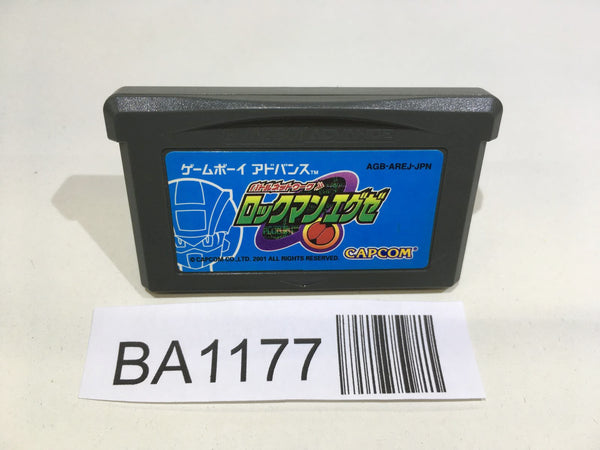 ゲームボーイ アドバンス™
AGB-AREJ-JPN
バトルネットワーク
ロックマンエグゼ
CAPCOM
© CAPCOM CO.,LTD. 2001 ALL RIGHTS RESERVED.
BA1177